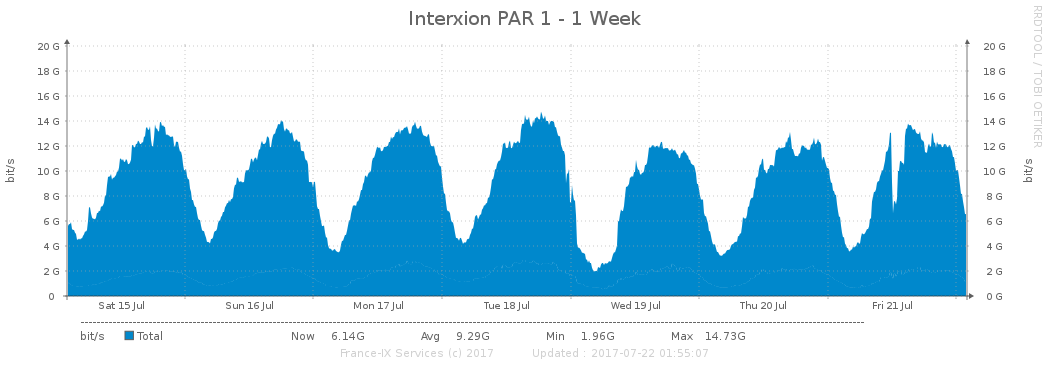 Interxion PAR 1 - 1 Week
RRDTOOL / TOBI OETIKER
20 G 20 G
18 G 18 G
16 G 16 G
14 G 14 G
12 G 12 G
10 G 10 G
8 G 8 G
6 G 6 G
4 G 4 G
2 G 2 G
0 0 G
bit/s
bit/s
Sat 15 Jul Sun 16 Jul Mon 17 Jul Tue 18 Jul Wed 19 Jul Thu 20 Jul Fri 21 Jul
bit/s Total Now 6.14G Avg 9.29G Min 1.96G Max 14.73G
France-IX Services (c) 2017 Updated : 2017-07-22 01:55:07